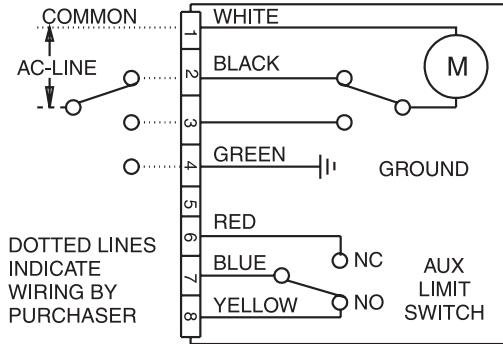 COMMON
WHITE
1
AC-LINE
BLACK
2
M
3
GREEN
4
GROUND
5
RED
6
DOTTED LINES
INDICATE
WIRING BY
PURCHASER
NC
BLUE
7
AUX
LIMIT
SWITCH
YELLOW
8
NO